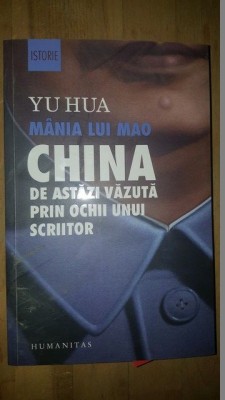 ISTORIE
YU HUA
MÂNIA LUI MAO
CHINA
DE ASTĂZI VĂZUTĂ
PRIN OCHII UNUI
SCRIITOR
HUMANITAS